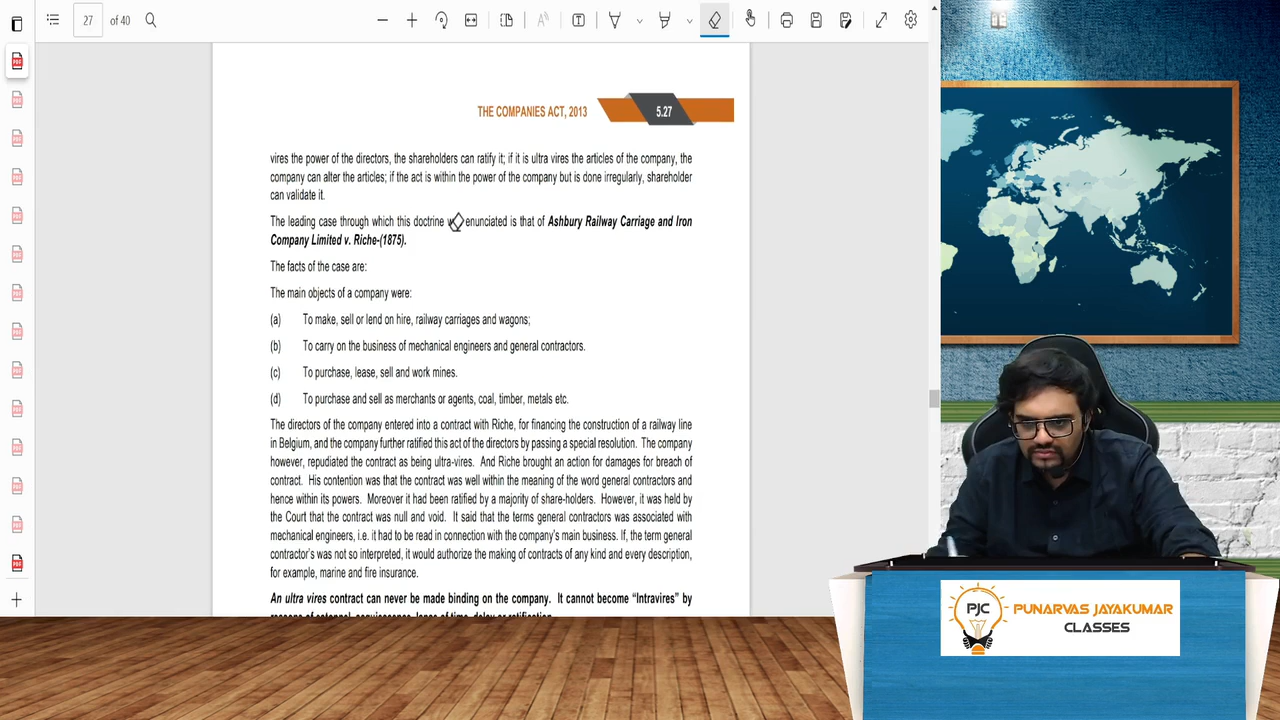 27
of 40
THE COMPANIES ACT, 2013
5.27
vires the power of the directors, the shareholders can ratify it; if it is ultra vires the articles of the company, the
company can alter the articles; if the act is within the power of the company but is done irregularly, shareholder
can validate it.
The leading case through which this doctrine enunciated is that of Ashbury Railway Carriage and Iron
Company Limited v. Riche-(1875).
The facts of the case are:
The main objects of a company were:
(a) To make, sell or lend on hire, railway carriages and wagons;
(b) To carry on the business of mechanical engineers and general contractors.
(c) To purchase, lease, sell and work mines.
(d) To purchase and sell as merchants or agents, coal, timber, metals etc.
The directors of the company entered into a contract with Riche, for financing the construction of a railway line
in Belgium, and the company further ratified this act of the directors by passing a special resolution. The company
however, repudiated the contract as being ultra-vires. And Riche brought an action for damages for breach of
contract. His contention was that the contract was well within the meaning of the word general contractors and
hence within its powers. Moreover it had been ratified by a majority of share-holders. However, it was held by
the Court that the contract was null and void. It said that the terms general contractors was associated with
mechanical engineers, i.e. it had to be read in connection with the company's main business. If, the term general
contractor's was not so interpreted, it would authorize the making of contracts of any kind and every description,
for example, marine and fire insurance.
An ultra vires contract can never be made binding on the company. It cannot become “Intravires” by
reasons of estoppel, acquiescence, lapse of time, delay or ratification.
PJC
PUNARVAS JAYAKUMAR
CLASSES